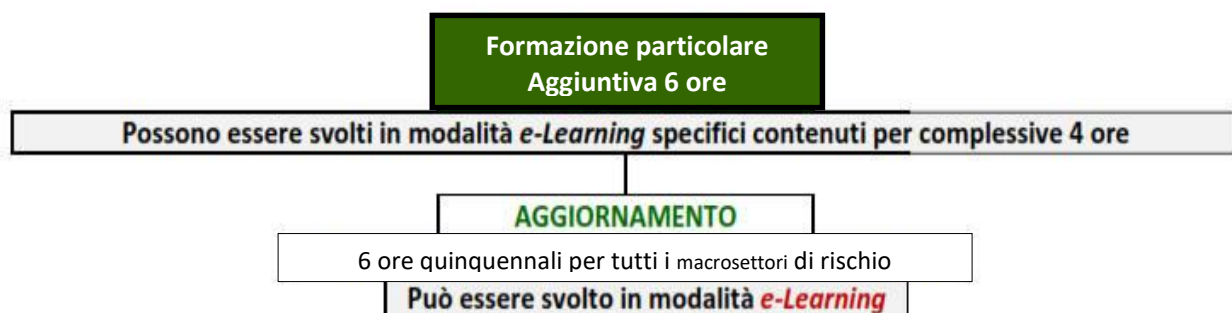 Formazione particolare
Aggiuntiva 6 ore
Possono essere svolti in modalità e-Learning specifici contenuti per complessive 4 ore
AGGIORNAMENTO
6 ore quinquennali per tutti i macrosettori di rischio
Può essere svolto in modalità e-Learning